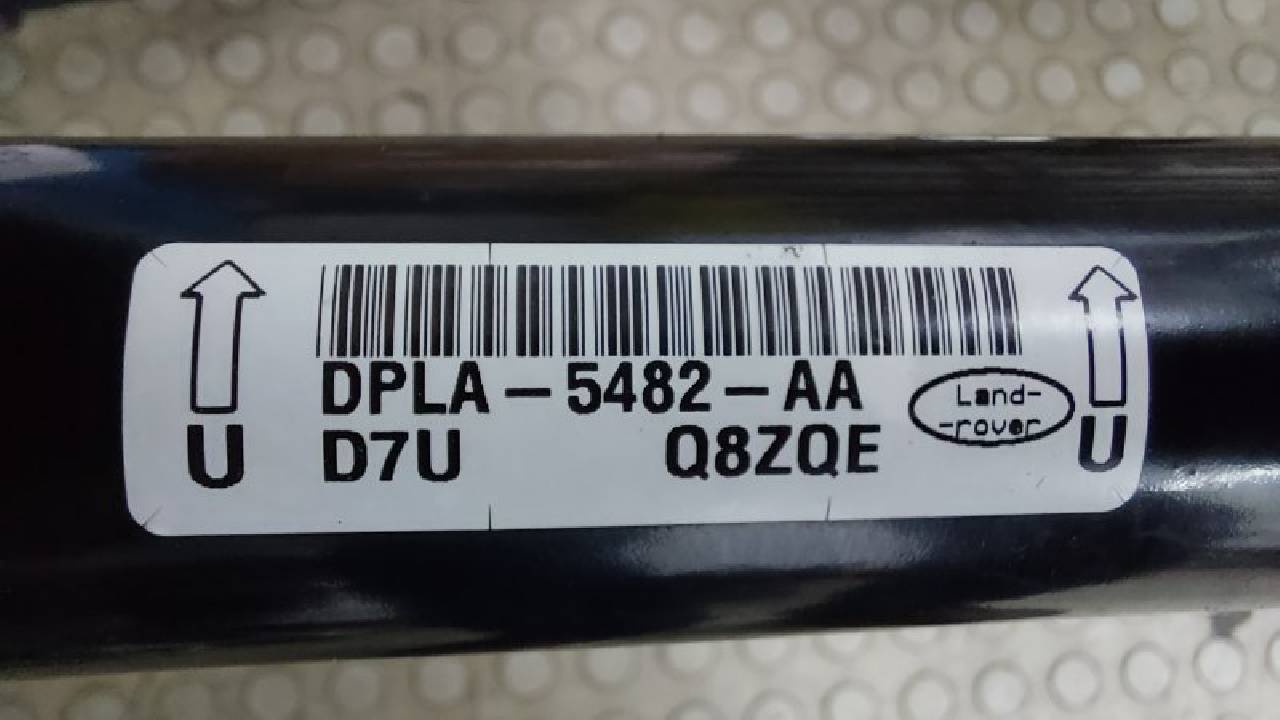 DPLA-5482-AA
D7U Q8ZQE
Land-
-rover
U
U